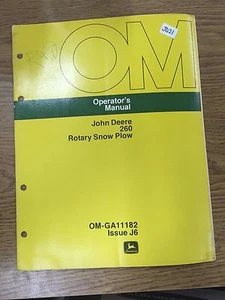 OM
Operator's
Manual
John Deere
260
Rotary Snow Plow
OM-GA11182
Issue J6